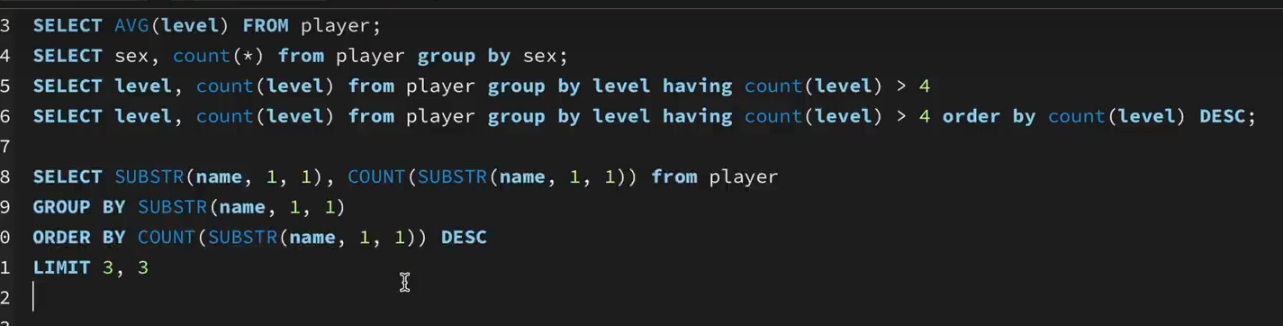 3 SELECT AVG(level) FROM player;
4 SELECT sex, count(*) from player group by sex;
5 SELECT level, count(level) from player group by level having count(level) > 4
6 SELECT level, count(level) from player group by level having count(level) > 4 order by count(level) DESC;
7
8 SELECT SUBSTR(name, 1, 1), COUNT(SUBSTR(name, 1, 1)) from player
9 GROUP BY SUBSTR(name, 1, 1)
0 ORDER BY COUNT(SUBSTR(name, 1, 1)) DESC
1 LIMIT 3, 3
2